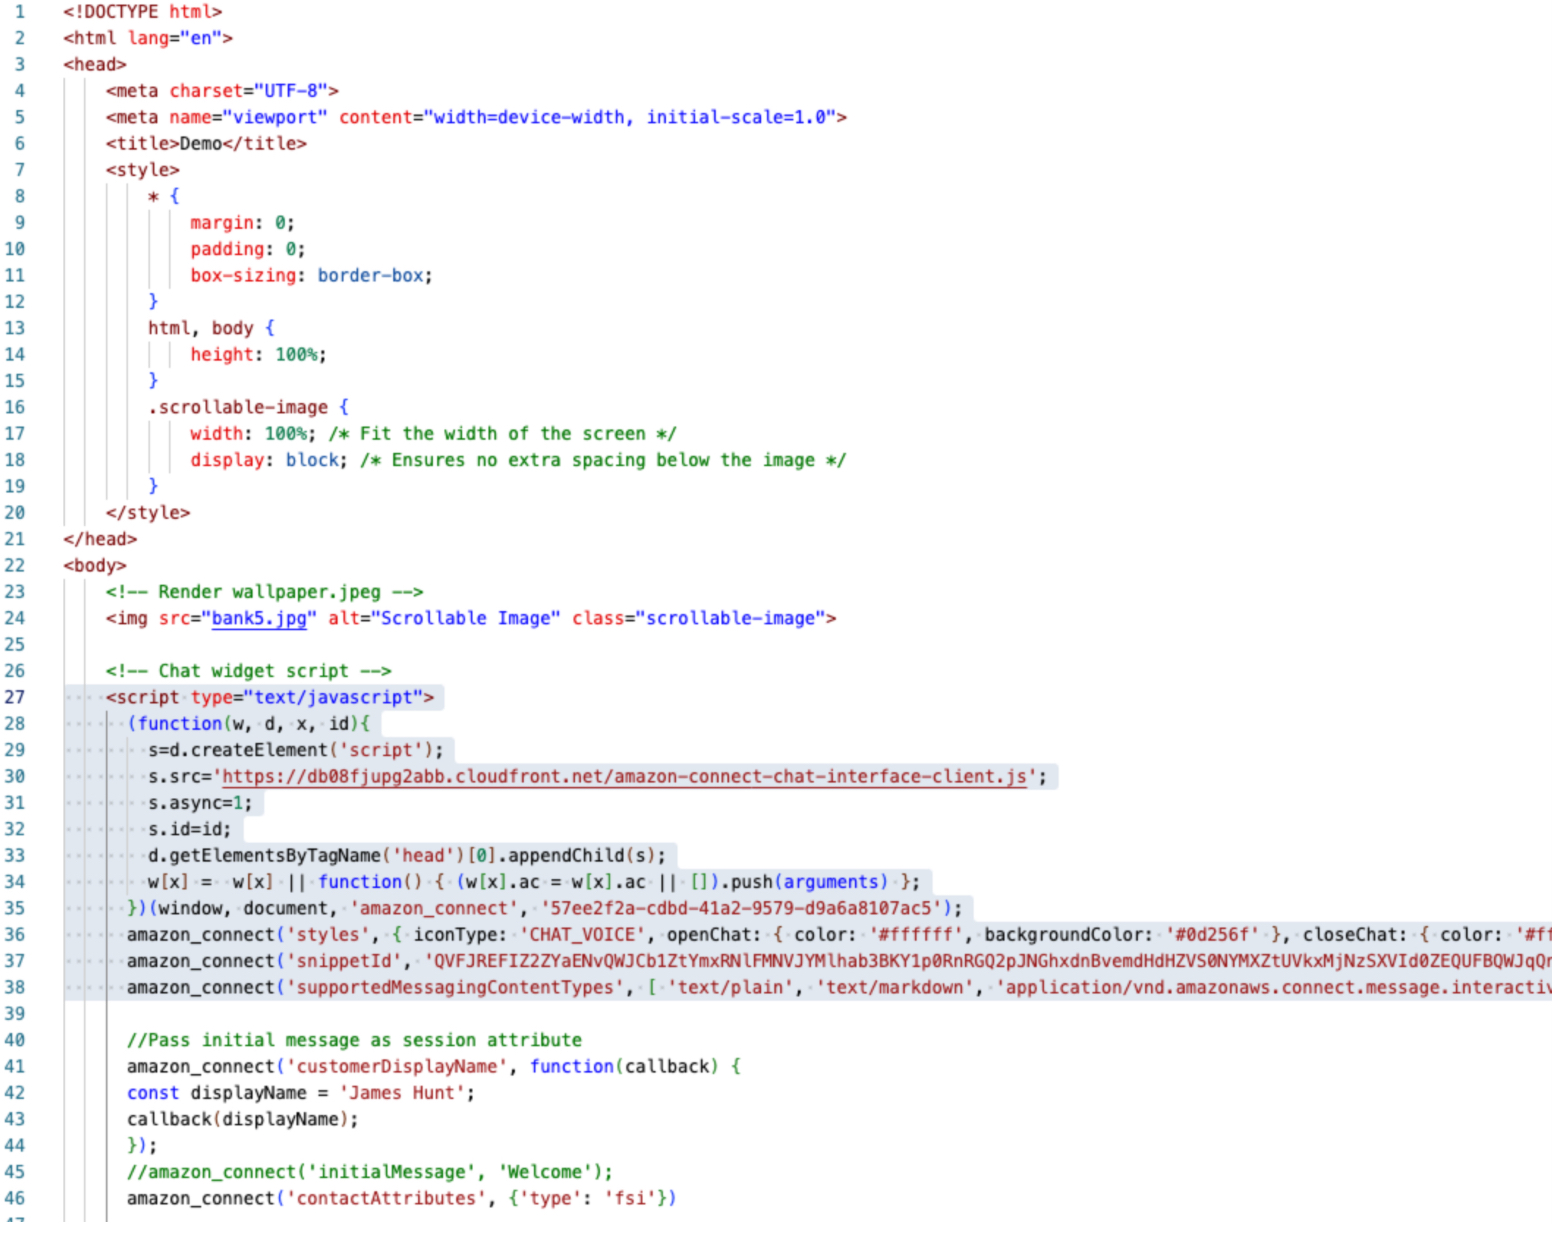 1 <!DOCTYPE html>
2 <html lang="en">
3 <head>
4 <meta charset="UTF-8">
5 <meta name="viewport" content="width=device-width, initial-scale=1.0">
6 <title>Demo</title>
7 <style>
8 * {
9 margin: 0;
10 padding: 0;
11 box-sizing: border-box;
12 }
13 html, body {
14 height: 100%;
15 }
16 .scrollable-image {
17 width: 100%; /* Fit the width of the screen */
18 display: block; /* Ensures no extra spacing below the image */
19 }
20 </style>
21 </head>
22 <body>
23 <!-- Render wallpaper.jpeg -->
24 <img src="bank5.jpg" alt="Scrollable Image" class="scrollable-image">
25
26 <!-- Chat widget script -->
27 <script type="text/javascript">
28 (function(w, d, x, id){
29 s=d.createElement('script');
30 s.src='https://db08fjupg2abb.cloudfront.net/amazon-connect-chat-interface-client.js';
31 s.async=1;
32 s.id=id;
33 d.getElementsByTagName('head')[0].appendChild(s);
34 w[x] = w[x] || function() { (w[x].ac = w[x].ac || []).push(arguments) };
35 })(window, document, 'amazon_connect', '57ee2f2a-cdbd-41a2-9579-d9a6a8107ac5');
36 amazon_connect('styles', { iconType: 'CHAT_VOICE', openChat: { color: '#ffffff', backgroundColor: '#0d256f' }, closeChat: { color: '#ff
37 amazon_connect('snippetId', 'QVFJREFIZ2ZYaENvQWJCb1ZtYmxRNlFMNVJYMlhab3BKY1p0RnRGQ2pJNGhxdnBvemdHdHZVS0NYMXZtUVkxMjNzSXVId0ZEQUFBQWJqQn
38 amazon_connect('supportedMessagingContentTypes', [ 'text/plain', 'text/markdown', 'application/vnd.amazonaws.connect.message.interactiv
39
40 //Pass initial message as session attribute
41 amazon_connect('customerDisplayName', function(callback) {
42 const displayName = 'James Hunt';
43 callback(displayName);
44 });
45 //amazon_connect('initialMessage', 'Welcome');
46 amazon_connect('contactAttributes', {'type': 'fsi'})